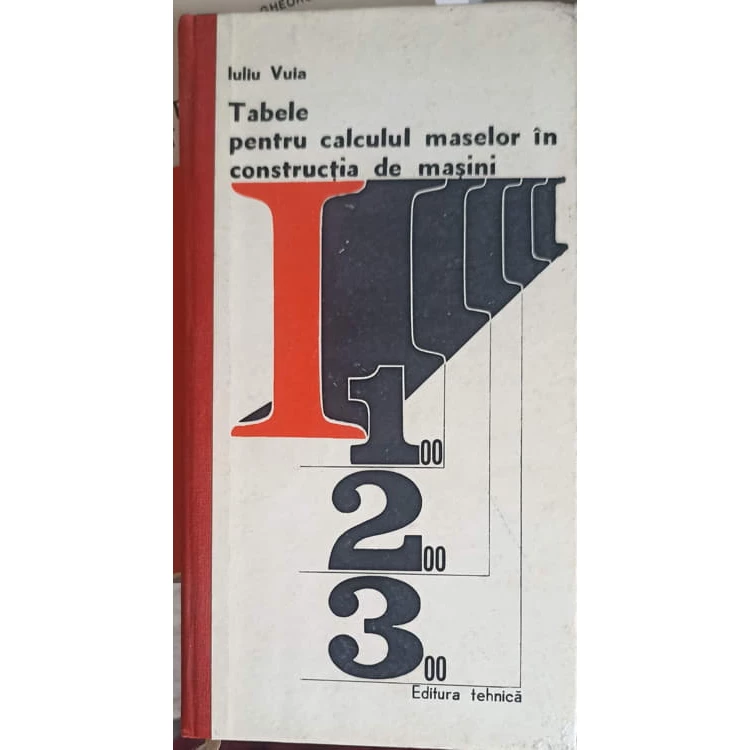 Iuliu Vuia
Tabele
pentru calculul maselor în
construcția de mașini
I
100
200
300
Editura tehnică